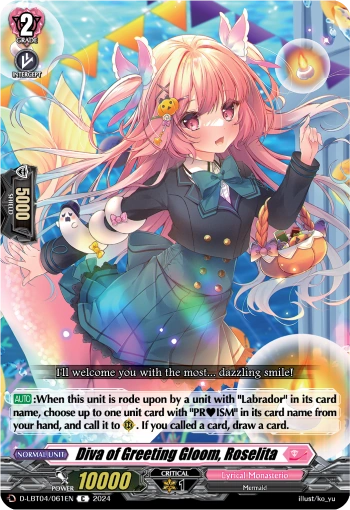 2
GRADE
INTERCEPT
5000
SHIELD
I'll welcome you with the most... dazzling smile!
AUTO :When this unit is rode upon by a unit with "Labrador" in its card
name, choose up to one unit card with "PR♥ISM" in its card name from
your hand, and call it to R. If you called a card, draw a card.
NORMAL UNIT
Diva of Greeting Gloom, Roselita
POWER 10000
CRITICAL
1
Lyrical Monasterio
Mermaid
D-LBT04/061EN C 2024
illust/ko_yu